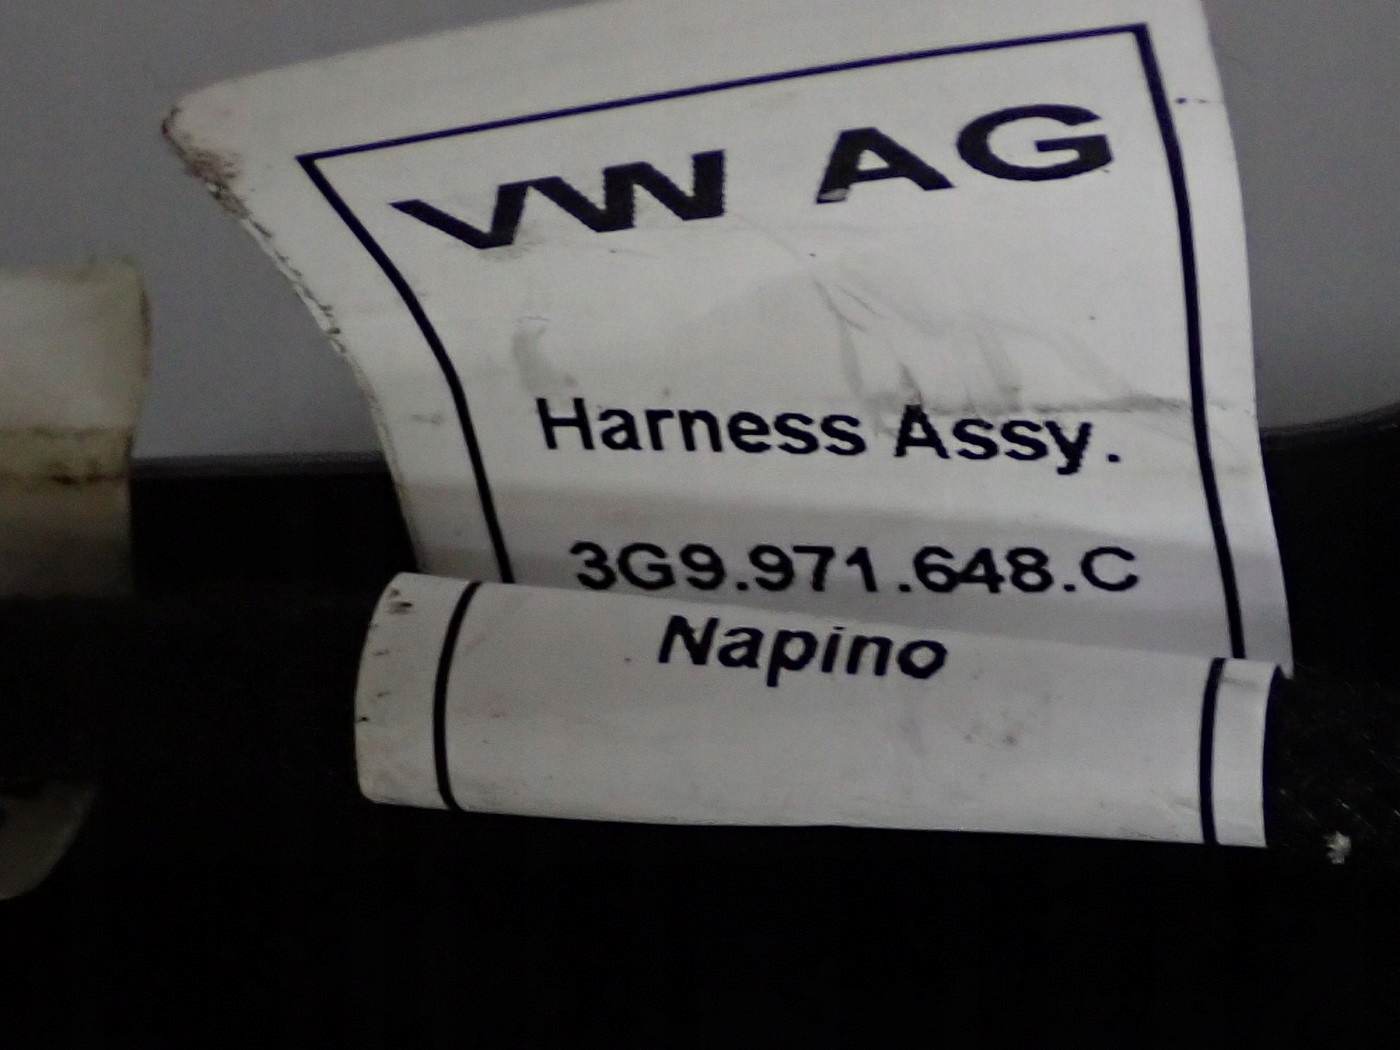 VW AG
Harness Assy.
3G9.971.648.C
Napino